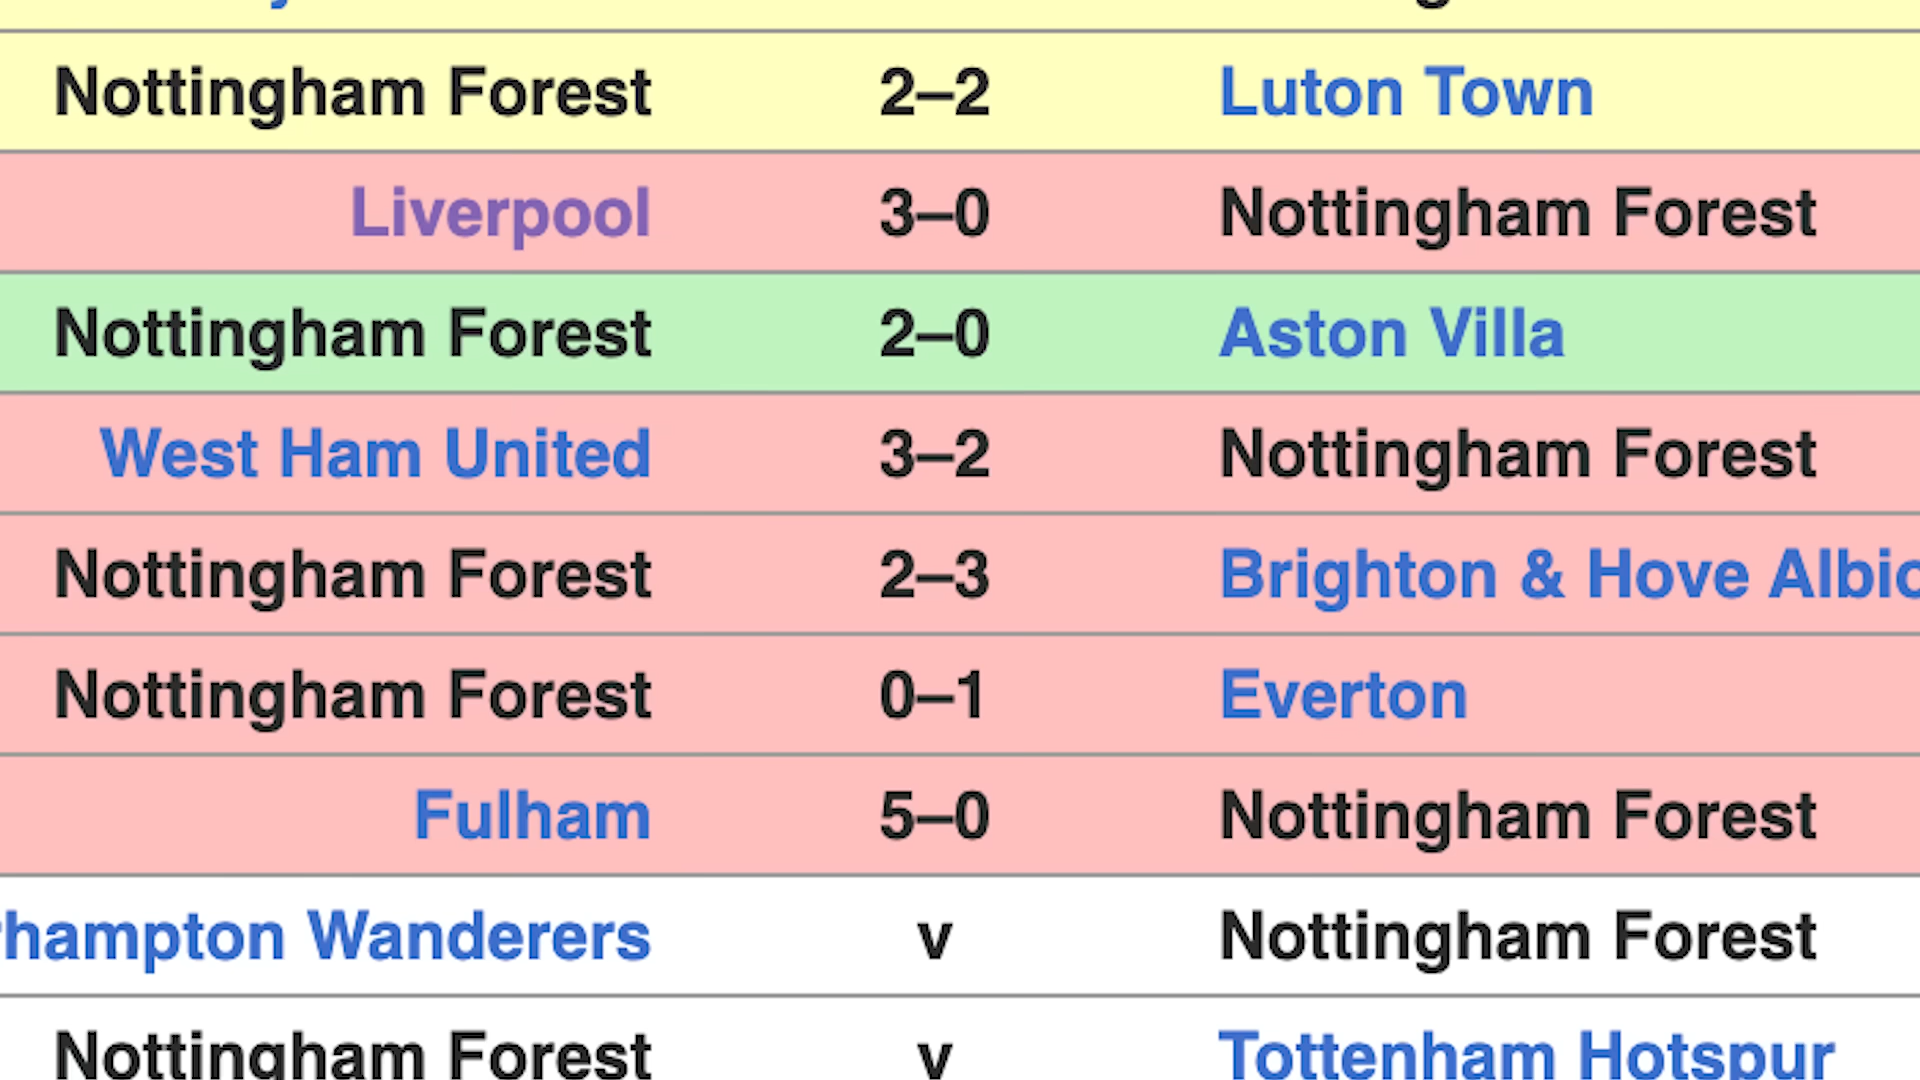 Nottingham Forest 2–2 Luton Town
Liverpool 3–0 Nottingham Forest
Nottingham Forest 2–0 Aston Villa
West Ham United 3–2 Nottingham Forest
Nottingham Forest 2–3 Brighton & Hove Albio
Nottingham Forest 0–1 Everton
Fulham 5–0 Nottingham Forest
rhampton Wanderers v Nottingham Forest
Nottingham Forest v Tottenham Hotspur